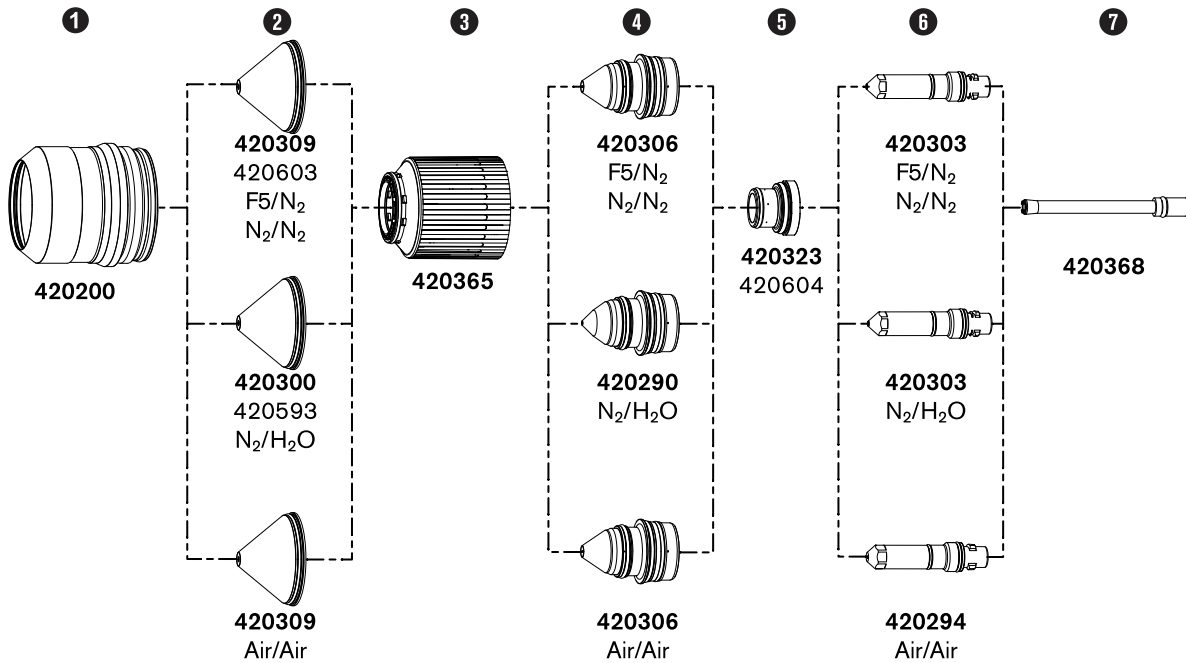 1 2 3 4 5 6 7
420309
420603
F5/N₂
N₂/N₂
420306
F5/N₂
N₂/N₂
420303
F5/N₂
N₂/N₂
420200
420365
420323
420604
420368
420300
420593
N₂/H₂O
420290
N₂/H₂O
420303
N₂/H₂O
420309
Air/Air
420306
Air/Air
420294
Air/Air